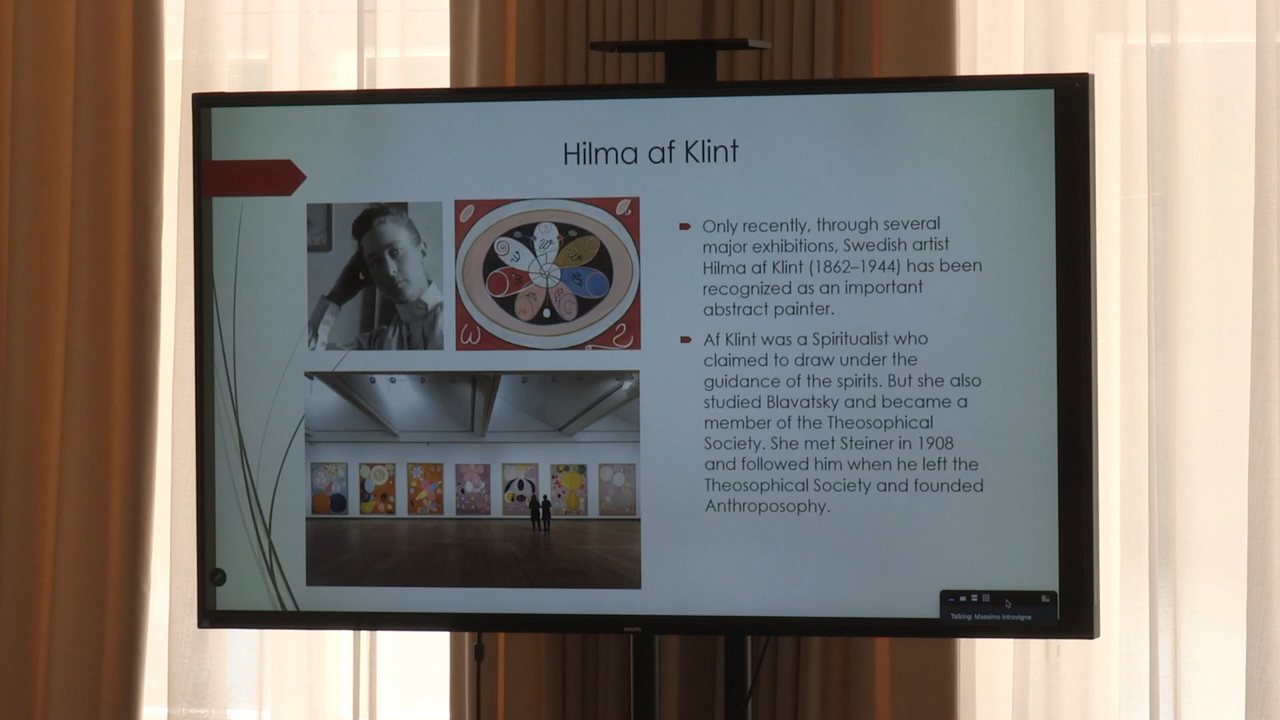 Hilma af Klint
Only recently, through several
major exhibitions, Swedish artist
Hilma af Klint (1862–1944) has been
recognized as an important
abstract painter.
Af Klint was a Spiritualist who
claimed to draw under the
guidance of the spirits. But she also
studied Blavatsky and became a
member of the Theosophical
Society. She met Steiner in 1908
and followed him when he left the
Theosophical Society and founded
Anthroposophy.
Talking: Massimo Introvigne
PHILIPS